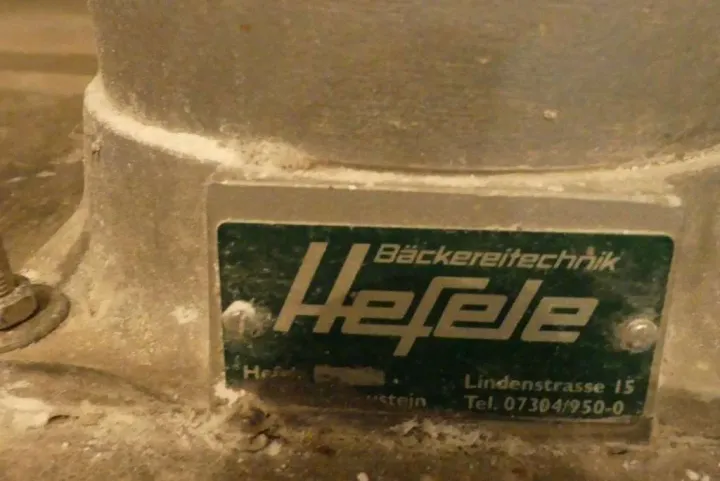 Bäckereitechnik
Hefele
Lindenstrasse 15
Tel. 07304/950-0